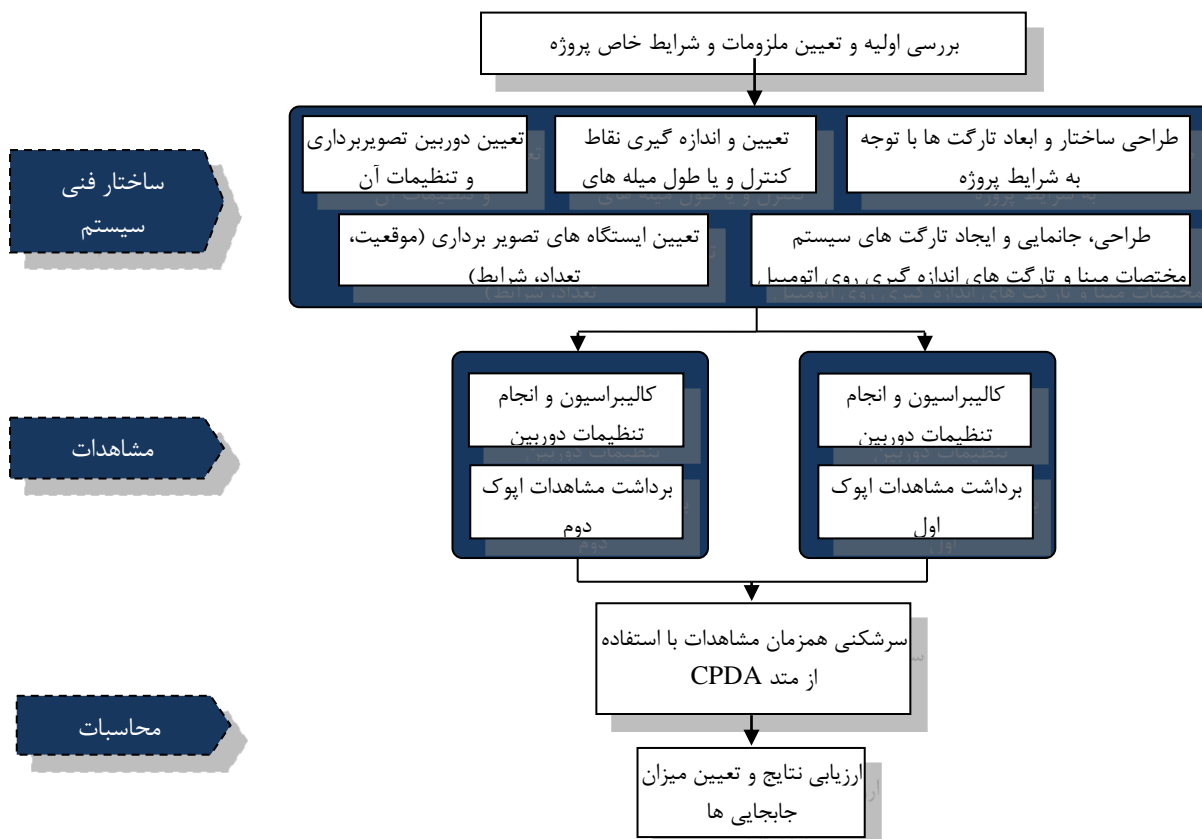 بررسی اولیه و تعیین ملزومات و شرایط خاص پروژه
ساختار فنی
سیستم
طراحی ساختار و ابعاد تارگت ها با توجه
به شرایط پروژه
تعیین و اندازه گیری نقاط
کنترل و یا طول میله های
تعیین دوربین تصویربرداری
و تنظیمات آن
طراحی، جانمایی و ایجاد تارگت های سیستم
مختصات مبنا و تارگت های اندازه گیری روی اتومبیل
تعیین ایستگاه های تصویر برداری (موقعیت،
تعداد، شرایط)
مشاهدات
کالیبراسیون و انجام
تنظیمات دوربین
برداشت مشاهدات اپوک
اول
کالیبراسیون و انجام
تنظیمات دوربین
برداشت مشاهدات اپوک
دوم
محاسبات
سرشکنی همزمان مشاهدات با استفاده
از متد CPDA
ارزیابی نتایج و تعیین میزان
جابجایی ها